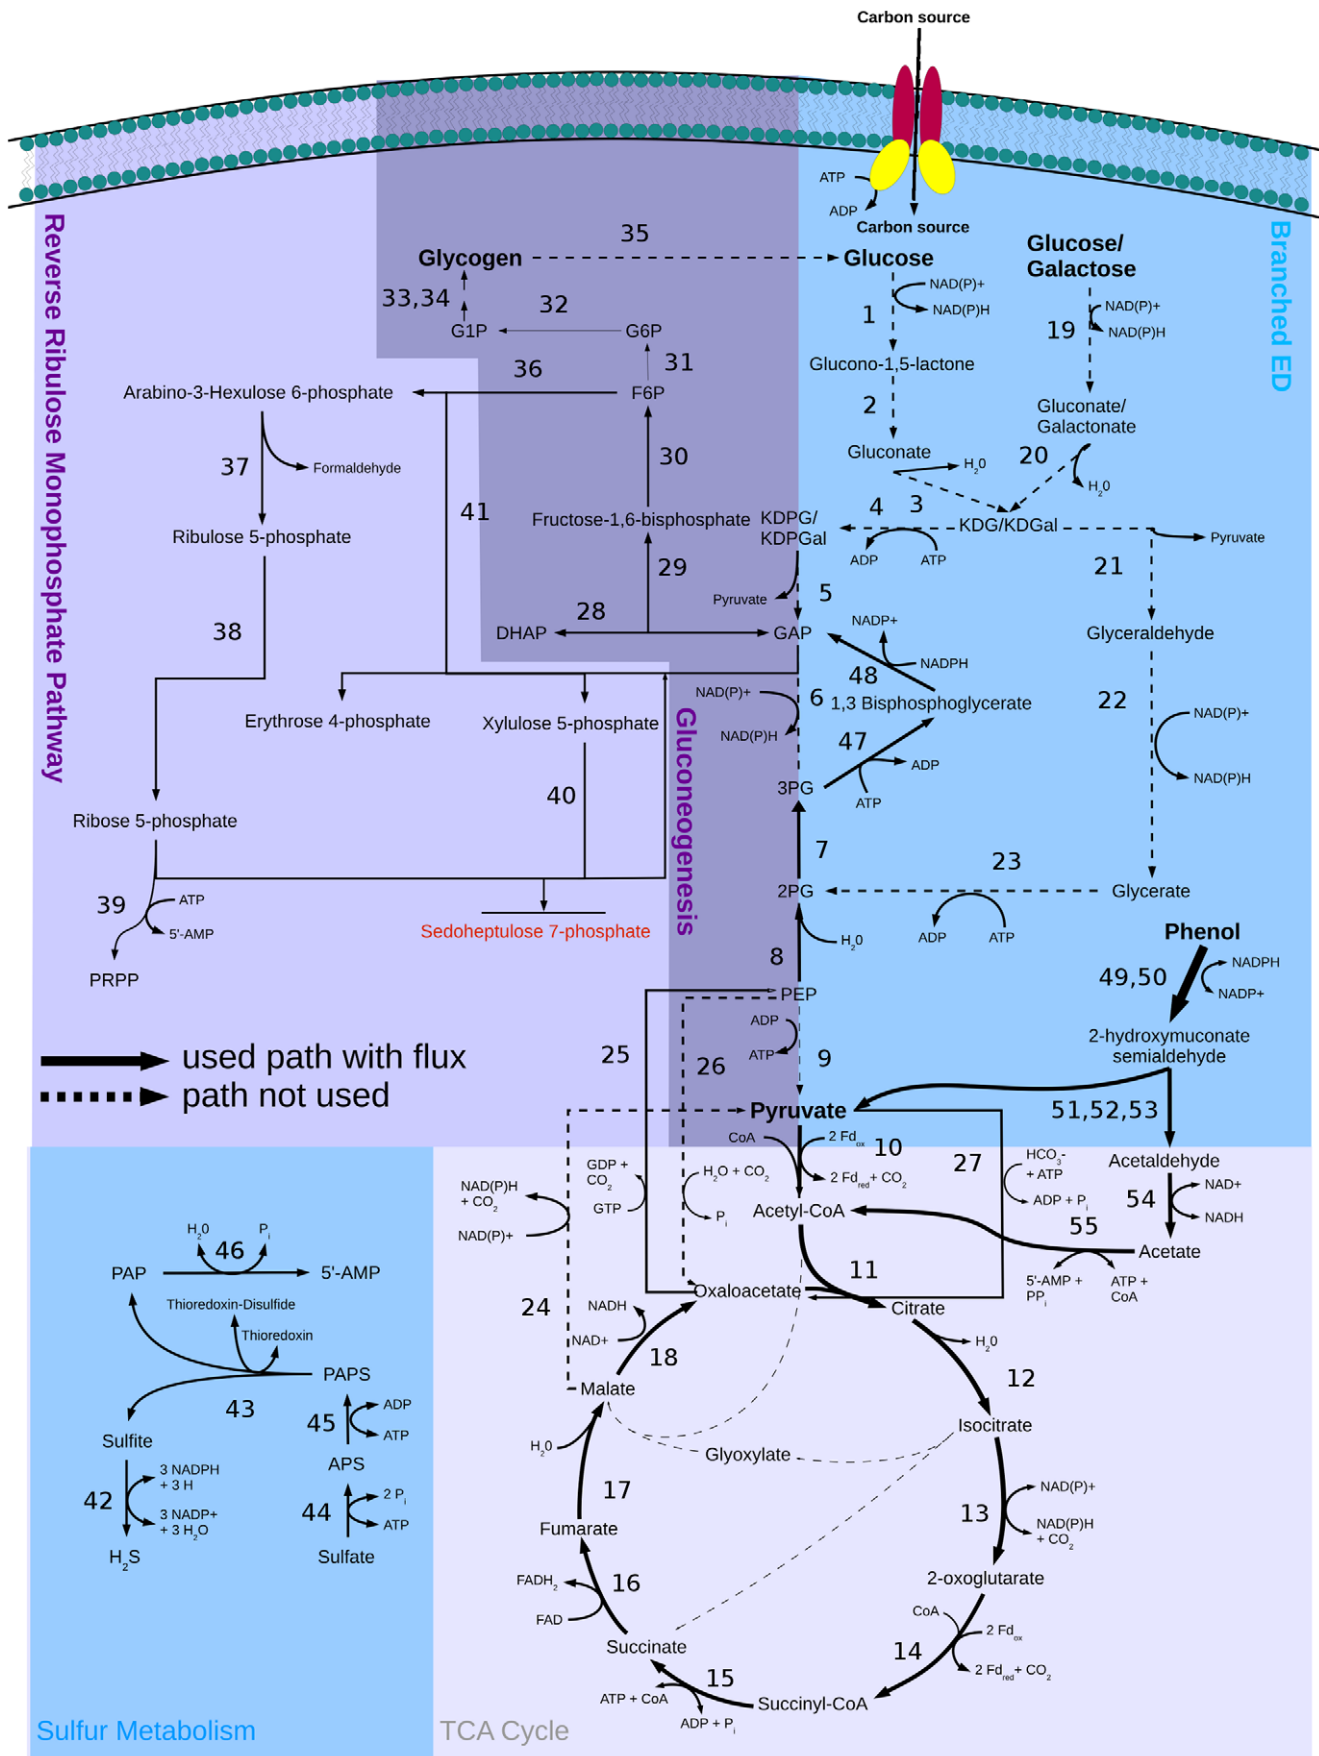 Carbon source
ATP
ADP
Carbon source
Reverse Ribulose Monophosphate Pathway
Branched ED
Gluconeogenesis
Glycogen
35
Glucose
Glucose/
Galactose
33,34
32
G1P
G6P
31
1
NAD(P)+
NAD(P)H
19
NAD(P)+
NAD(P)H
Glucono-1,5-lactone
36
Arabino-3-Hexulose 6-phosphate
F6P
2
Gluconate/
Galactonate
37
Formaldehyde
30
Gluconate
H20
20
H20
41
Ribulose 5-phosphate
Fructose-1,6-bisphosphate
KDPG/
KDPGal
4
3
KDG/KDGal
ADP
ATP
Pyruvate
29
21
Pyruvate
5
38
28
DHAP
GAP
NADP+
NADPH
48
Glyceraldehyde
NAD(P)+
6
NAD(P)H
1,3 Bisphosphoglycerate
22
NAD(P)+
NAD(P)H
Erythrose 4-phosphate
Xylulose 5-phosphate
47
ADP
ATP
3PG
40
Ribose 5-phosphate
7
23
2PG
Glycerate
ADP
ATP
39
ATP
5'-AMP
PRPP
Sedoheptulose 7-phosphate
H20
8
Phenol
49,50
NADPH
NADP+
PEP
2-hydroxymuconate
semialdehyde
used path with flux
path not used
25
26
ADP
ATP
9
Pyruvate
51,52,53
CoA
2 Fdox
10
2 Fdred+ CO2
27
HCO3-
+ ATP
ADP + Pi
Acetaldehyde
54
NAD+
NADH
GDP +
CO2
GTP
H2O + CO2
Pi
NAD(P)H
+ CO2
NAD(P)+
Acetyl-CoA
55
Acetate
5'-AMP +
PPi
ATP +
CoA
H20
Pi
46
PAP
5'-AMP
11
Oxaloacetate
Citrate
Thioredoxin-Disulfide
Thioredoxin
24
NADH
NAD+
18
H20
12
PAPS
Malate
43
45
ADP
ATP
Isocitrate
Sulfite
H20
Glyoxylate
APS
3 NADPH
+ 3 H
42
3 NADP+
+ 3 H2O
44
2 Pi
ATP
17
13
NAD(P)+
NAD(P)H
+ CO2
Fumarate
H2S
Sulfate
FADH2
16
FAD
2-oxoglutarate
CoA
2 Fdox
14
2 Fdred+ CO2
Succinate
15
ATP + CoA
ADP + Pi
Succinyl-CoA
Sulfur Metabolism
TCA Cycle